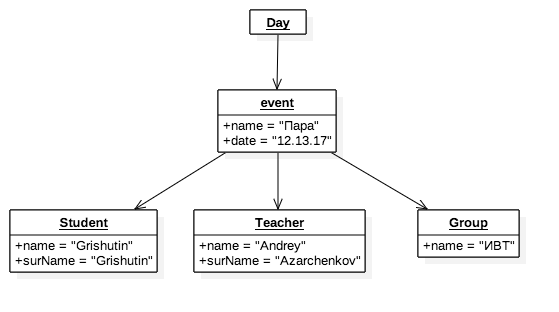 Day
event
+name = "Пара"
+date = "12.13.17"
Student
+name = "Grishutin"
+surName = "Grishutin"
Teacher
+name = "Andrey"
+surName = "Azarchenkov"
Group
+name = "ИВТ"